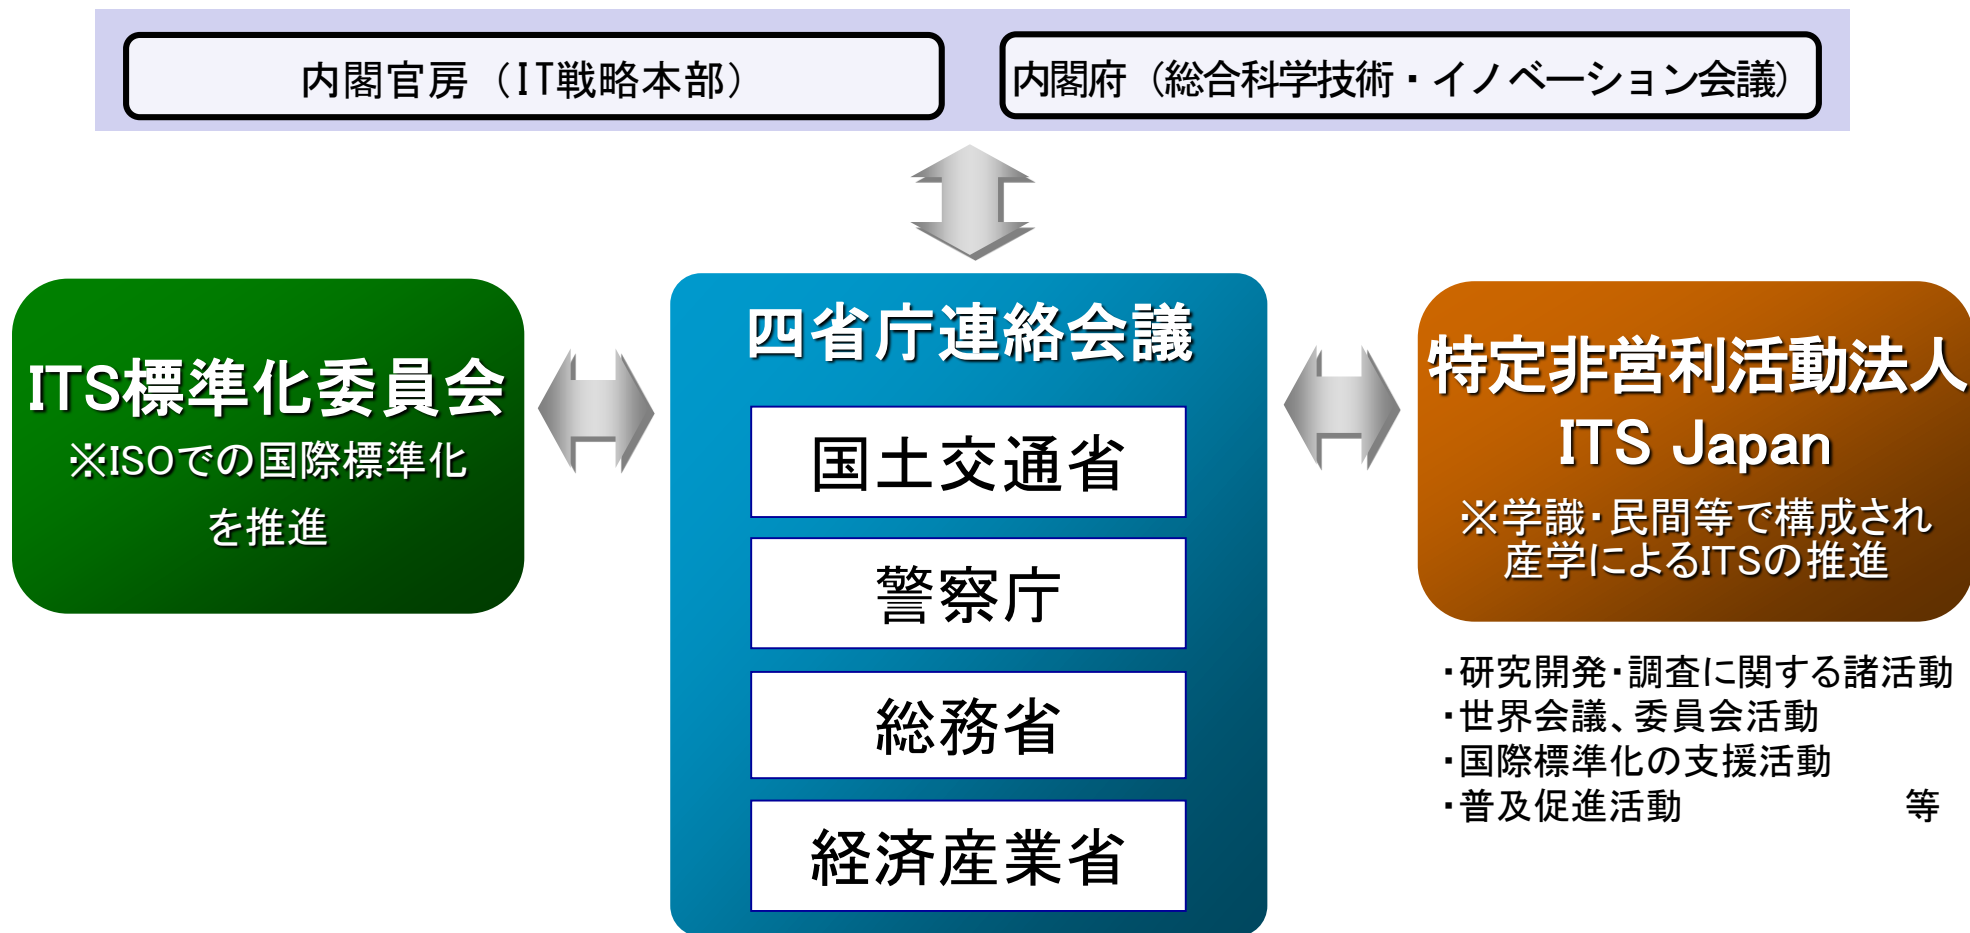 内閣官房（IT戦略本部）
内閣府（総合科学技術・イノベーション会議）
ITS標準化委員会
※ISOでの国際標準化
を推進
四省庁連絡会議
国土交通省
警察庁
総務省
経済産業省
特定非営利活動法人
ITS Japan
※学識・民間等で構成され
産学によるITSの推進
・研究開発・調査に関する諸活動
・世界会議、委員会活動
・国際標準化の支援活動
・普及促進活動　　　　　　等